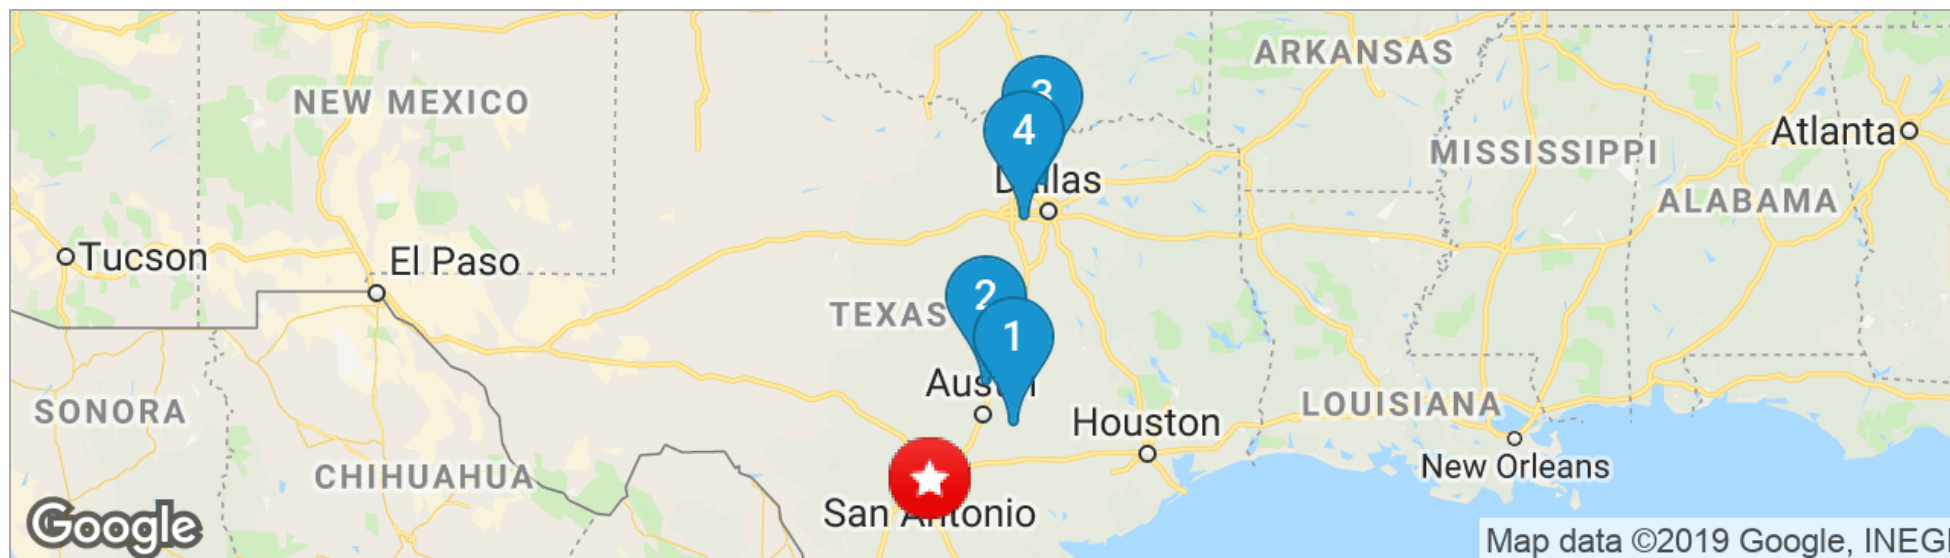 ARKANSAS
NEW MEXICO
3
4
Atlanta
MISSISSIPPI
Dallas
ALABAMA
Tucson
El Paso
2
TEXAS
1
Austin
SONORA
LOUISIANA
Houston
New Orleans
CHIHUAHUA
San Antonio
Google
Map data ©2019 Google, INEGI